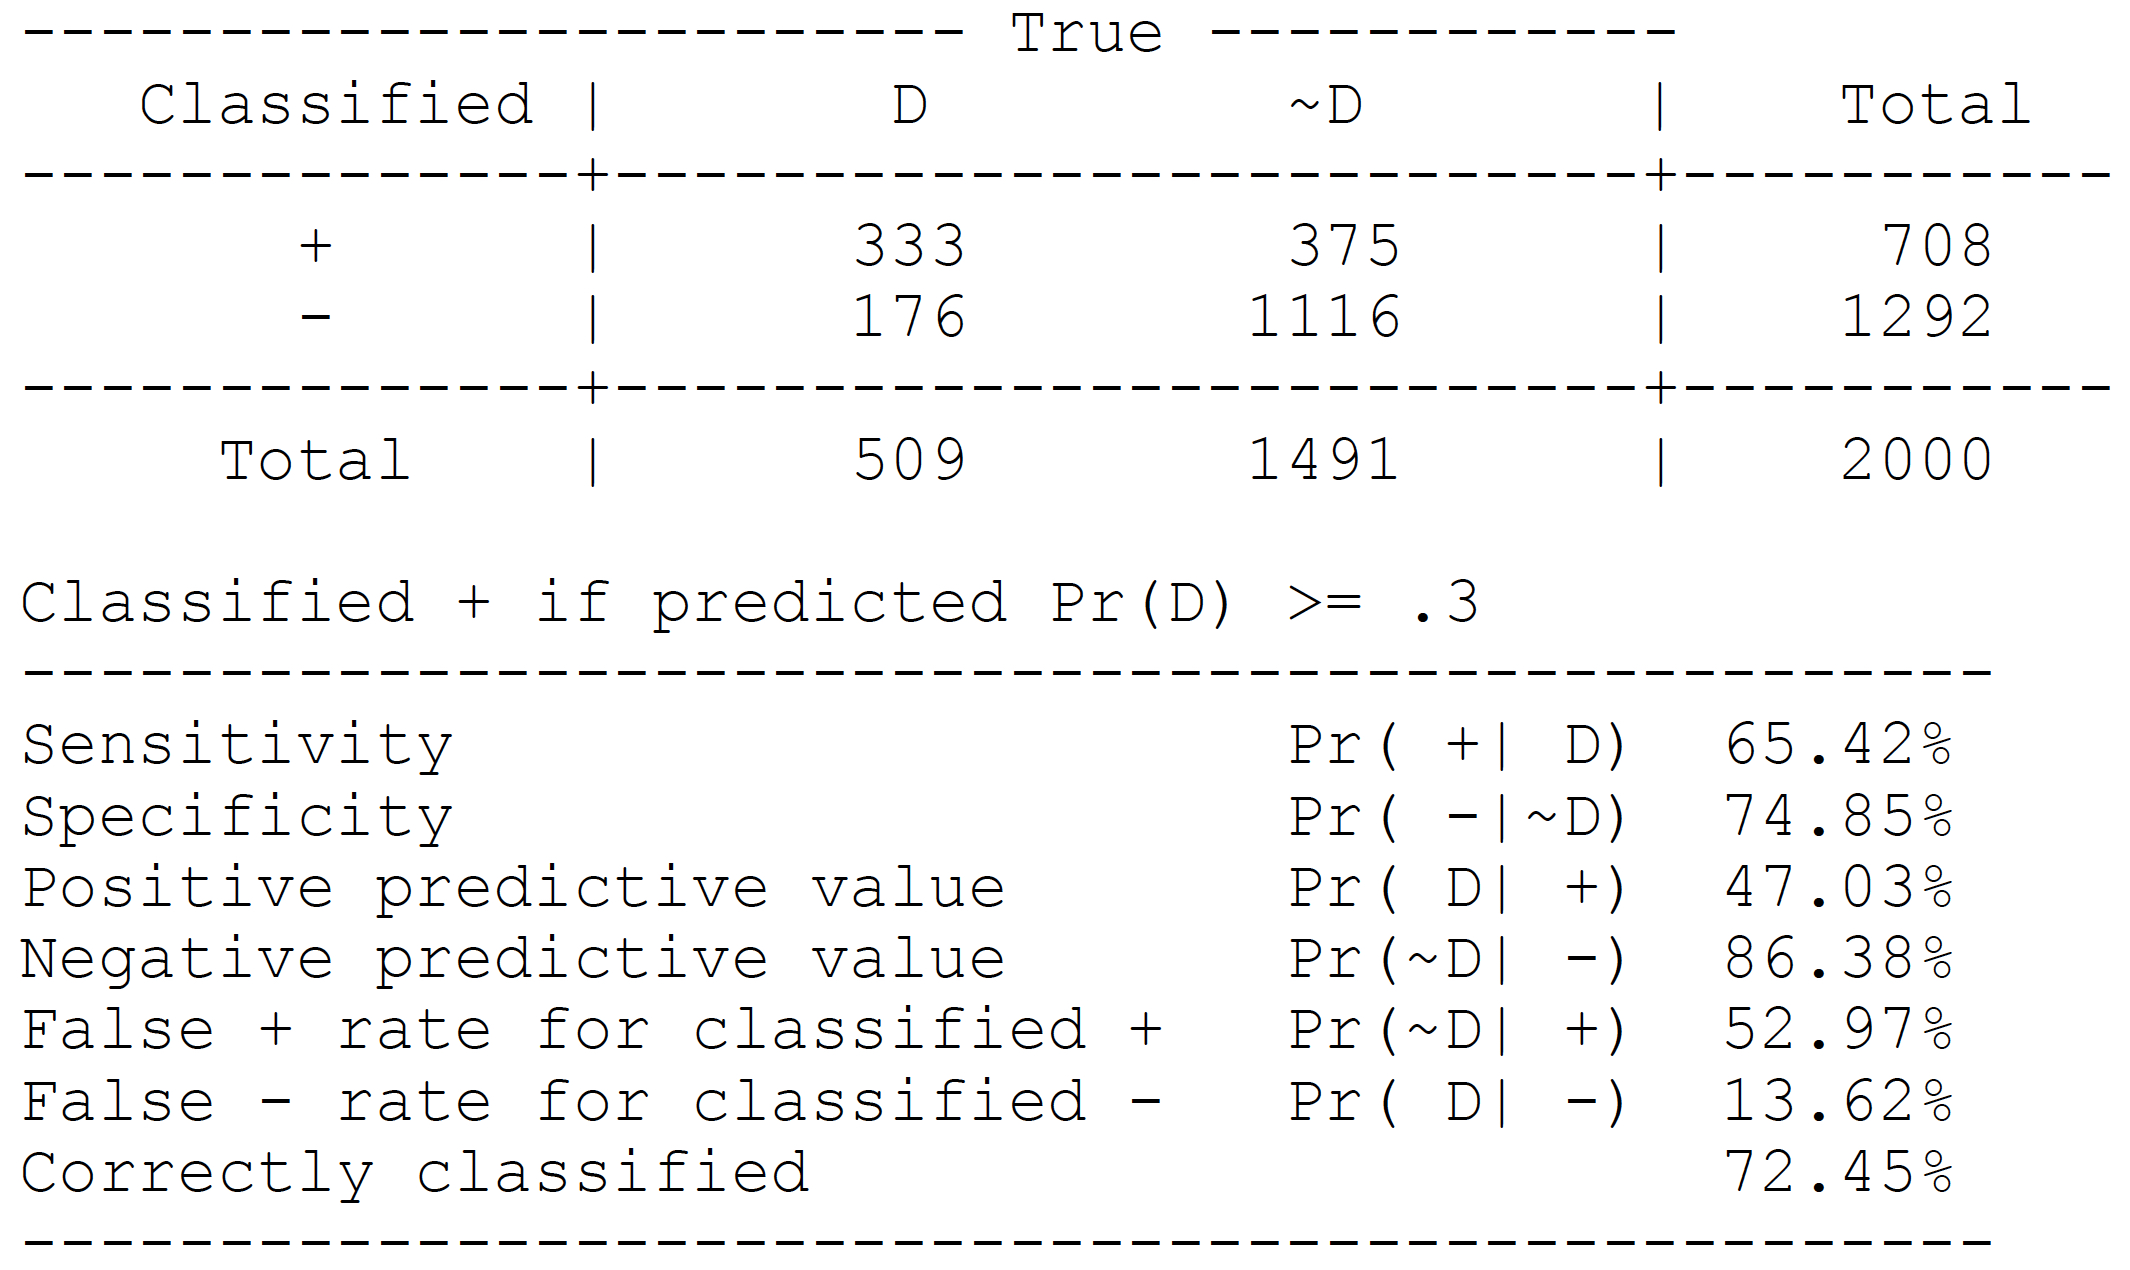 ------------------------ True ------------
Classified | D ~D | Total
---------------+--------------------------+-----------
+ | 333 375 | 708
- | 176 1116 | 1292
---------------+--------------------------+-----------
Total | 509 1491 | 2000
Classified + if predicted Pr(D) >= .3
--------------------------------------------------
Sensitivity Pr( +| D) 65.42%
Specificity Pr( -|~D) 74.85%
Positive predictive value Pr( D| +) 47.03%
Negative predictive value Pr(~D| -) 86.38%
False + rate for classified + Pr(~D| +) 52.97%
False - rate for classified - Pr( D| -) 13.62%
Correctly classified 72.45%
--------------------------------------------------